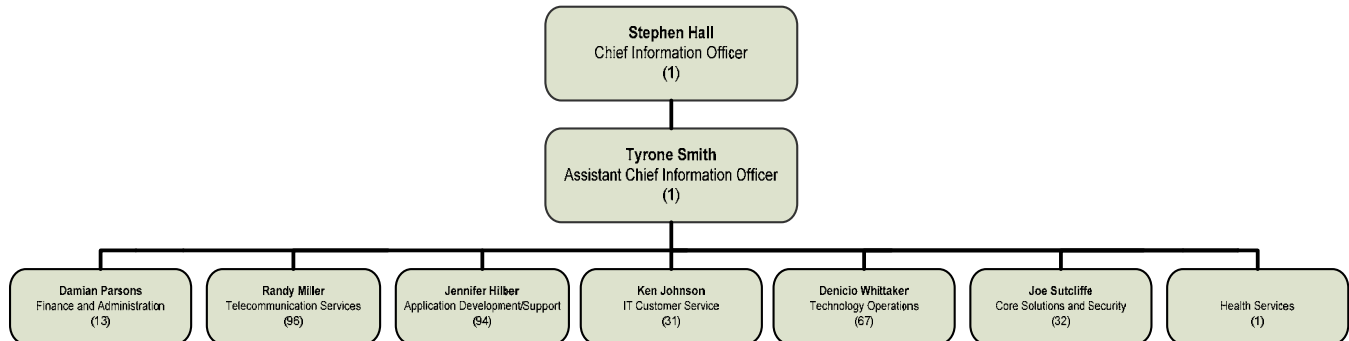 Stephen Hall
Chief Information Officer
(1)
Tyrone Smith
Assistant Chief Information Officer
(1)
Damian Parsons
Finance and Administration
(13)
Randy Miller
Telecommunication Services
(96)
Jennifer Hilber
Application Development/Support
(94)
Ken Johnson
IT Customer Service
(31)
Denicio Whittaker
Technology Operations
(67)
Joe Sutcliffe
Core Solutions and Security
(32)
Health Services
(1)